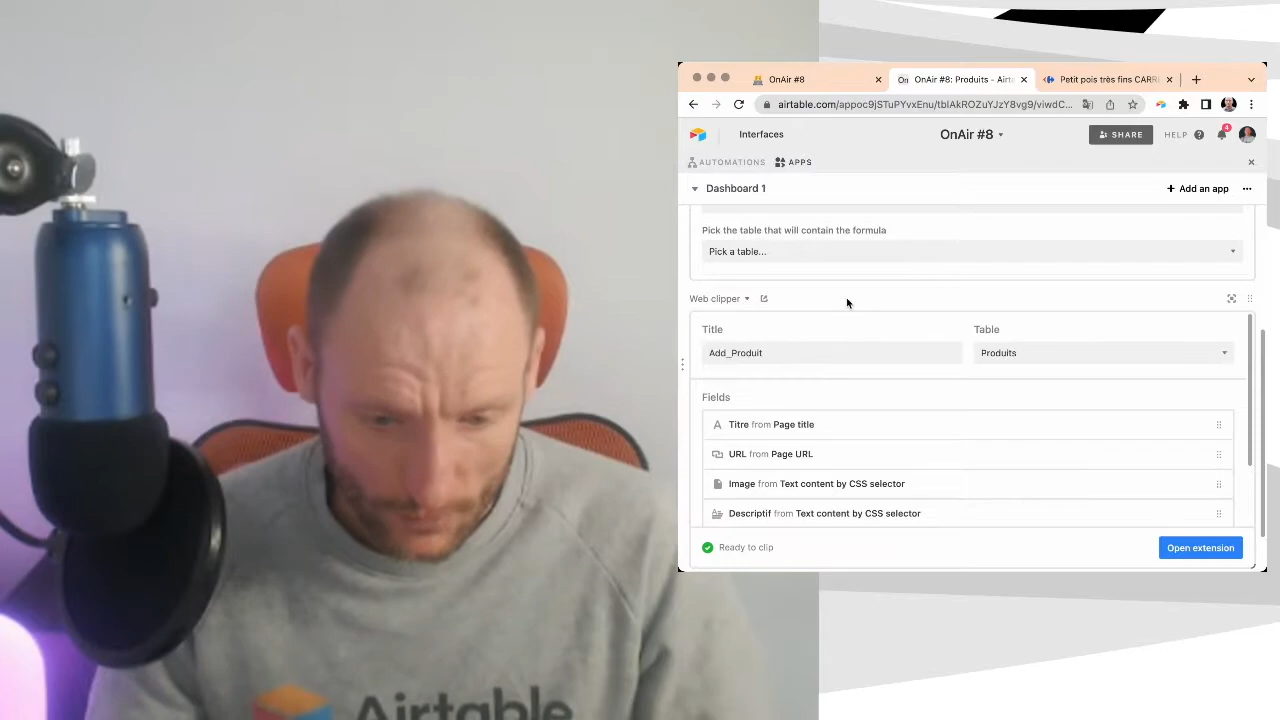 OnAir #8
OnAir #8: Produits - Airta
Petit pois très fins CARR
airtable.com/appoc9jSTuPYvxEnu/tblAkROZuYJzY8vg9/viwdC...
Interfaces
OnAir #8
SHARE
HELP
4
AUTOMATIONS
APPS
Dashboard 1
Add an app
Pick the table that will contain the formula
Pick a table...
Web clipper
Title
Table
Add_Produit
Produits
Fields
Titre from Page title
URL from Page URL
Image from Text content by CSS selector
Descriptif from Text content by CSS selector
Ready to clip
Open extension
Airtable